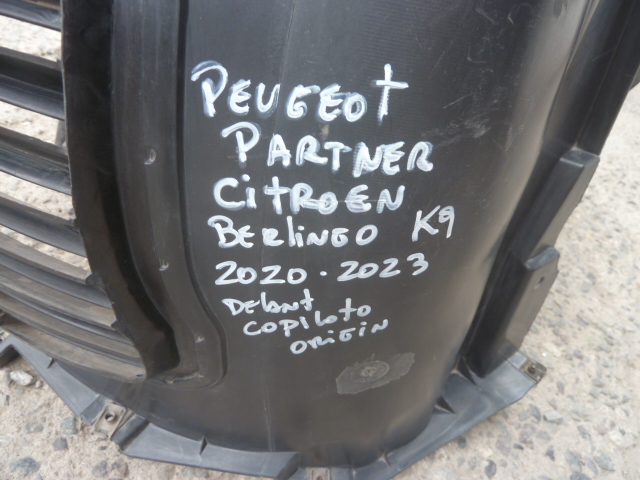 PEUGEOT
PARTNER
CITROEN
BERLINGO K9
2020.2023
DELANT
COPILOTO
ORIGIN